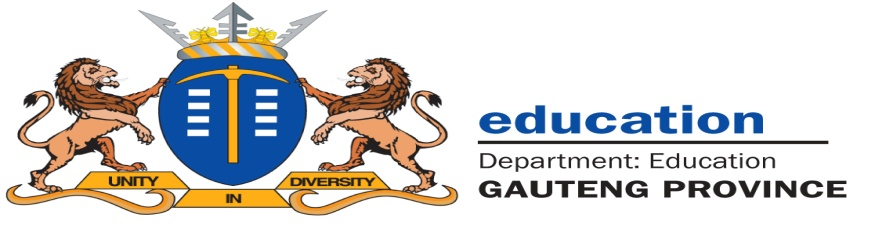 UNITY
IN
DIVERSITY
education
Department: Education
GAUTENG PROVINCE